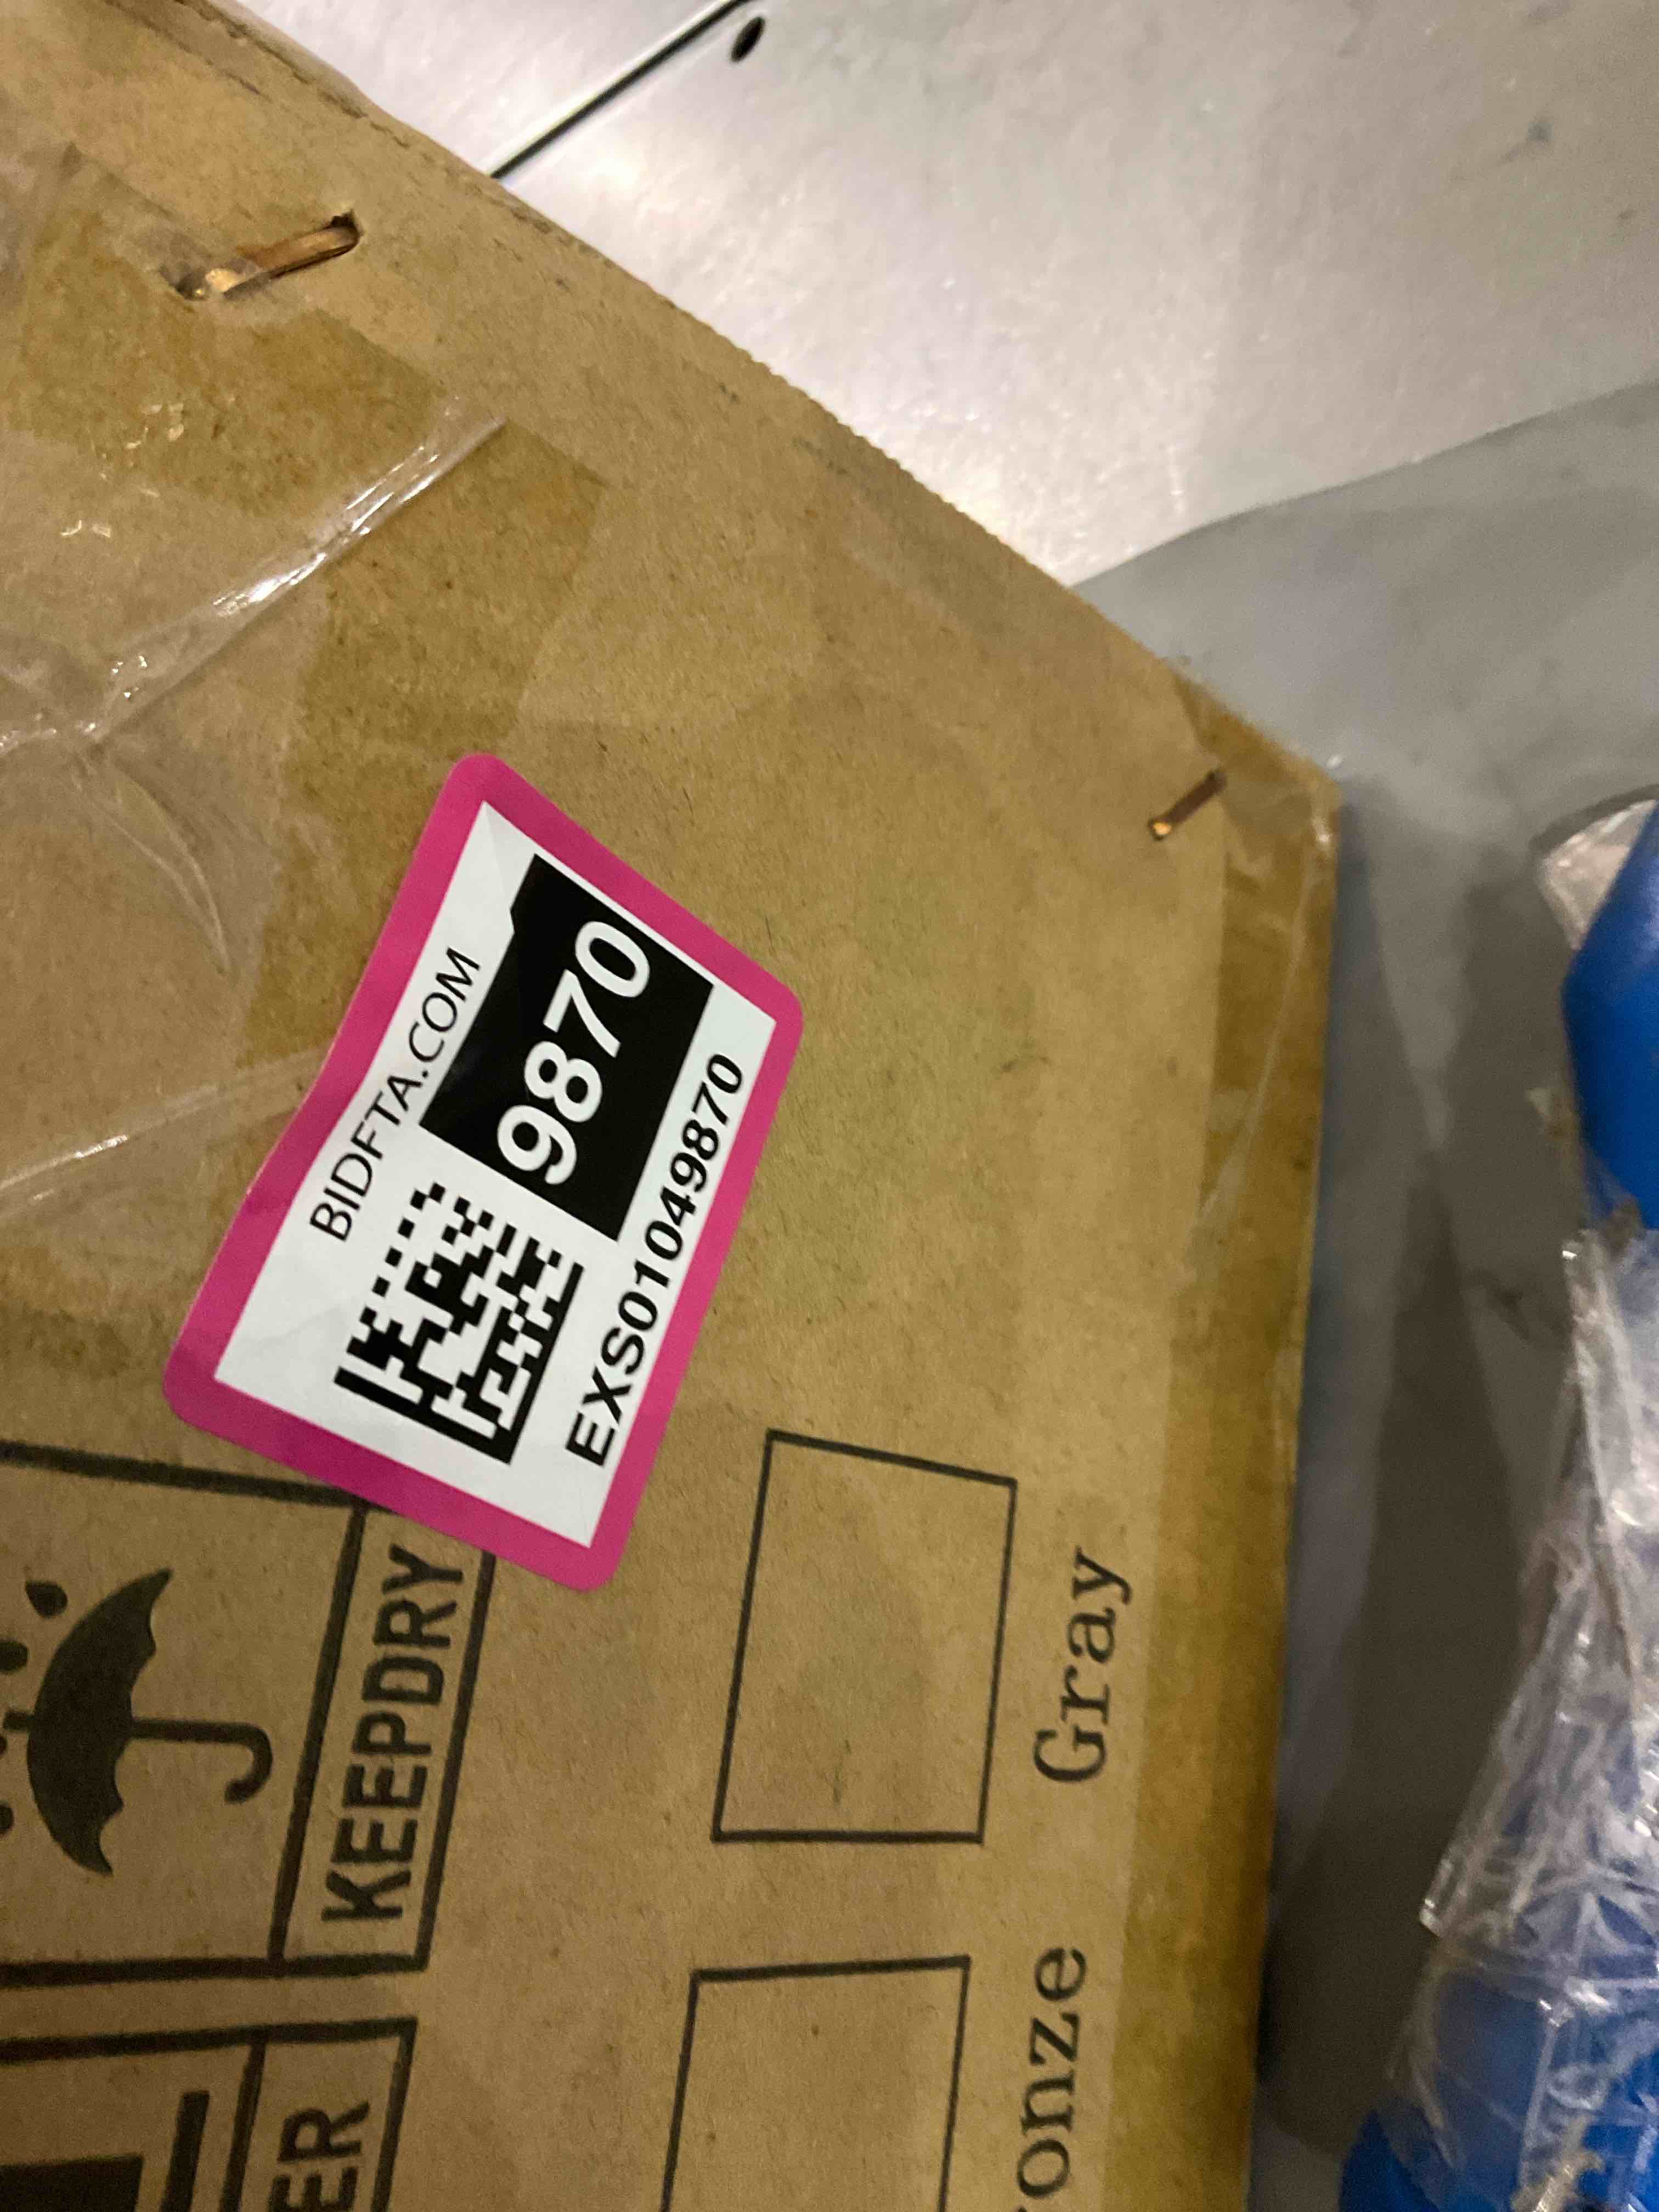 BIDFTA.COM
9870
EXS01049870
KEEPDRY
Gray
onze
ER